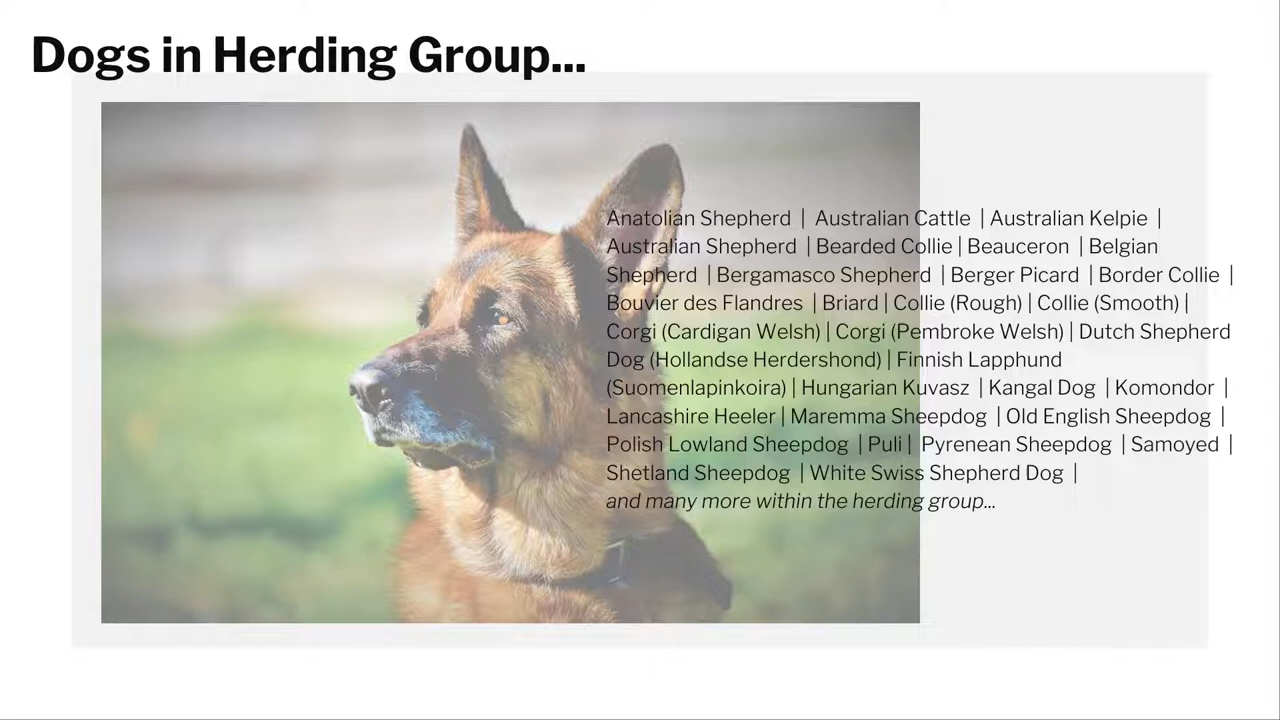 Dogs in Herding Group...
Anatolian Shepherd | Australian Cattle | Australian Kelpie |
Australian Shepherd | Bearded Collie | Beauceron | Belgian
Shepherd | Bergamasco Shepherd | Berger Picard | Border Collie |
Bouvier des Flandres | Briard | Collie (Rough) | Collie (Smooth) |
Corgi (Cardigan Welsh) | Corgi (Pembroke Welsh) | Dutch Shepherd
Dog (Hollandse Herdershond) | Finnish Lapphund
(Suomenlapinkoira) | Hungarian Kuvasz | Kangal Dog | Komondor |
Lancashire Heeler | Maremma Sheepdog | Old English Sheepdog |
Polish Lowland Sheepdog | Puli | Pyrenean Sheepdog | Samoyed |
Shetland Sheepdog | White Swiss Shepherd Dog |
and many more within the herding group...